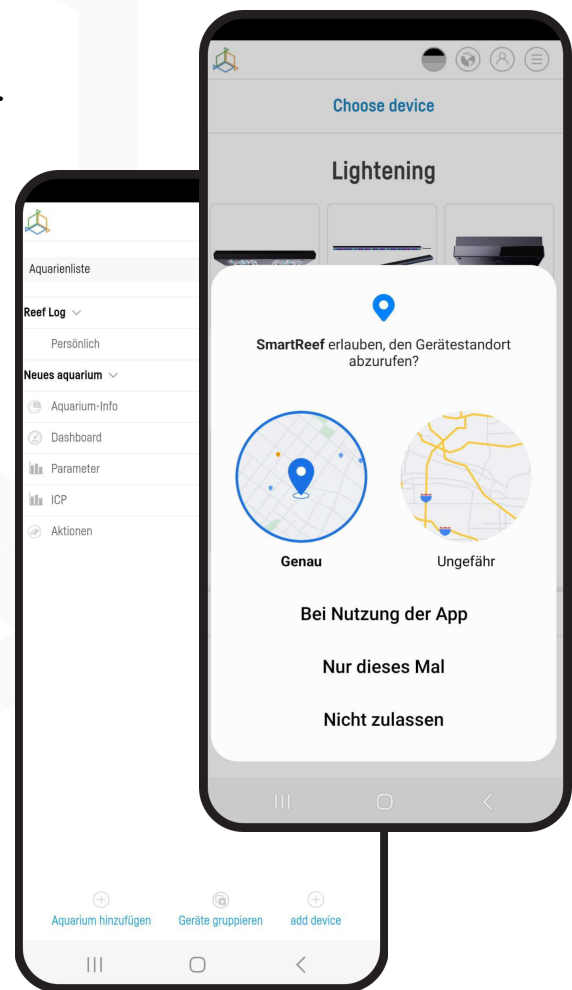 Aquarienliste
Reef Log
Persönlich
Neues aquarium
Aquarium-Info
Dashboard
Parameter
ICP
Aktionen
Aquarium hinzufügen
Geräte gruppieren
add device
Choose device
Lightening
SmartReef erlauben, den Gerätestandort
abzurufen?
Genau
Ungefähr
Bei Nutzung der App
Nur dieses Mal
Nicht zulassen